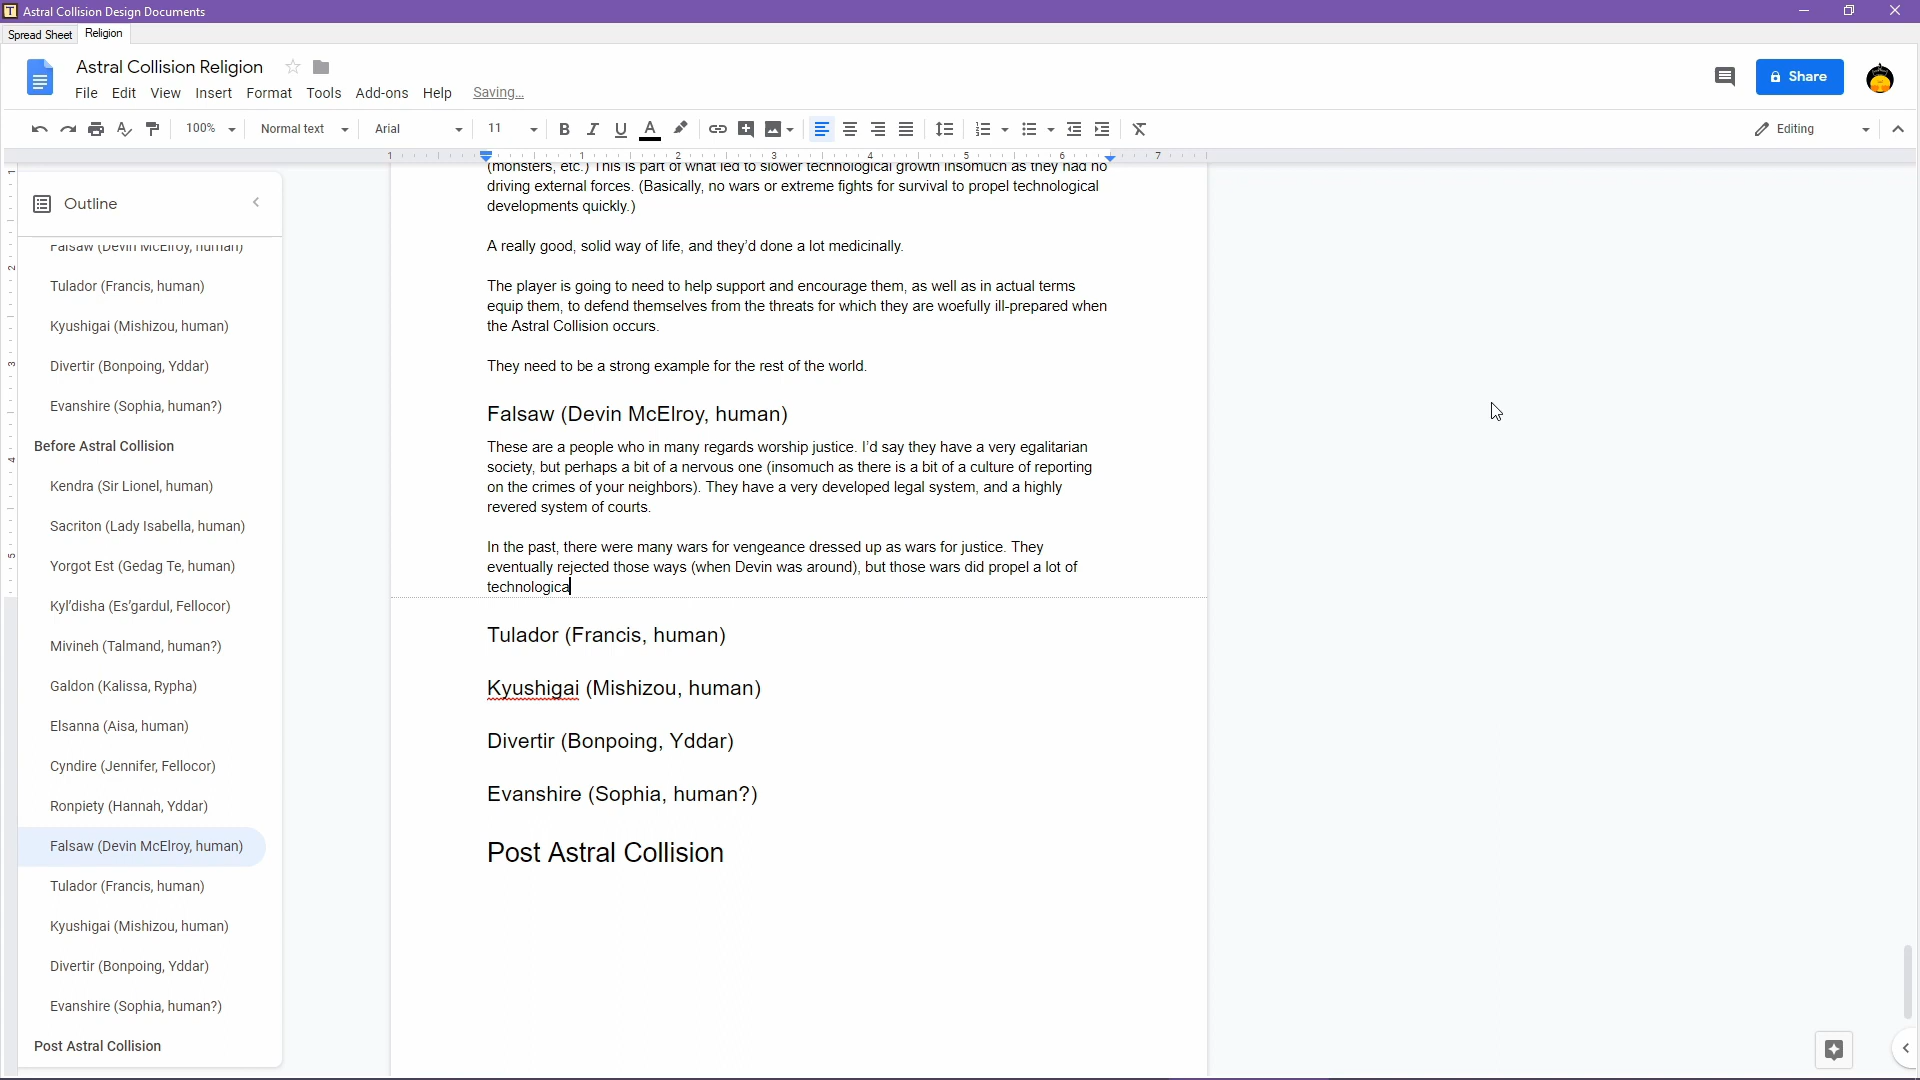 Astral Collision Design Documents
Spread Sheet Religion
Astral Collision Religion
Share
File Edit View Insert Format Tools Add-ons Help Saving...
100% Normal text Arial 11 B I U A Editing
1 1 2 3 4 5 6 7
Outline
Falsaw (Devin McElroy, human)
Tulador (Francis, human)
Kyushigai (Mishizou, human)
Divertir (Bonpoing, Yddar)
Evanshire (Sophia, human?)
Before Astral Collision
Kendra (Sir Lionel, human)
Sacriton (Lady Isabella, human)
Yorgot Est (Gedag Te, human)
Kyl'disha (Es'gardul, Fellocor)
Mivineh (Talmand, human?)
Galdon (Kalissa, Rypha)
Elsanna (Aisa, human)
Cyndire (Jennifer, Fellocor)
Ronpiety (Hannah, Yddar)
Falsaw (Devin McElroy, human)
Tulador (Francis, human)
Kyushigai (Mishizou, human)
Divertir (Bonpoing, Yddar)
Evanshire (Sophia, human?)
Post Astral Collision
1
2
3
4
5
(monsters, etc.) This is part of what led to slower technological growth insomuch as they had no
driving external forces. (Basically, no wars or extreme fights for survival to propel technological
developments quickly.)
A really good, solid way of life, and they'd done a lot medicinally.
The player is going to need to help support and encourage them, as well as in actual terms
equip them, to defend themselves from the threats for which they are woefully ill-prepared when
the Astral Collision occurs.
They need to be a strong example for the rest of the world.
Falsaw (Devin McElroy, human)
These are a people who in many regards worship justice. I'd say they have a very egalitarian
society, but perhaps a bit of a nervous one (insomuch as there is a bit of a culture of reporting
on the crimes of your neighbors). They have a very developed legal system, and a highly
revered system of courts.
In the past, there were many wars for vengeance dressed up as wars for justice. They
eventually rejected those ways (when Devin was around), but those wars did propel a lot of
technologica
Tulador (Francis, human)
Kyushigai (Mishizou, human)
Divertir (Bonpoing, Yddar)
Evanshire (Sophia, human?)
Post Astral Collision